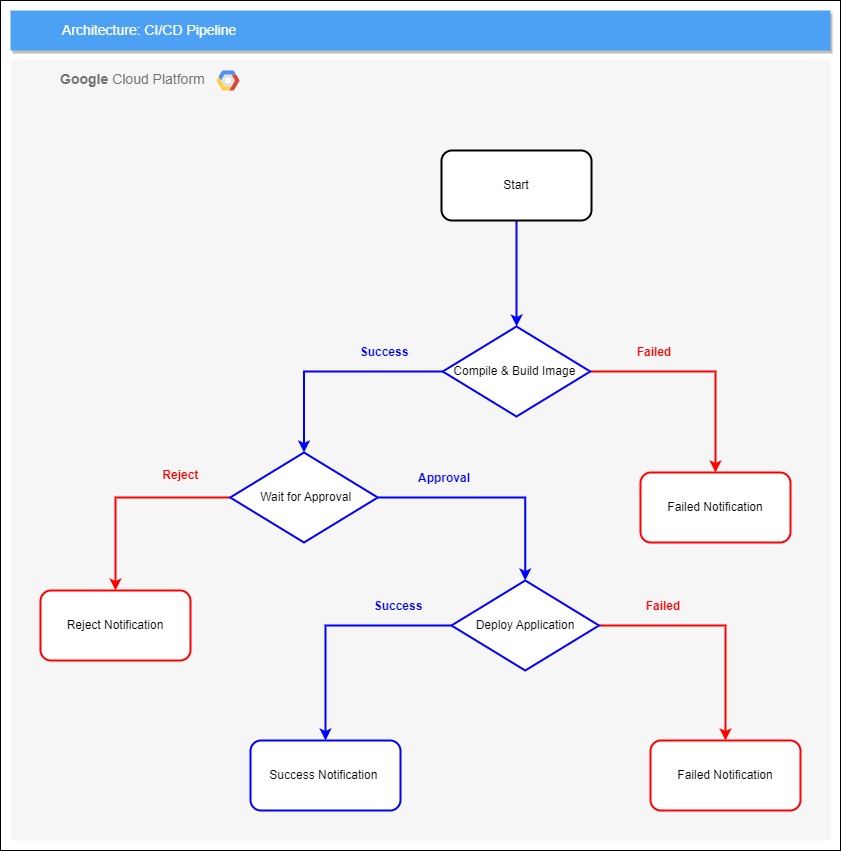 Architecture: CI/CD Pipeline
Google Cloud Platform
Start
Success
Failed
Compile & Build Image
Reject
Approval
Wait for Approval
Failed Notification
Success
Failed
Reject Notification
Deploy Application
Success Notification
Failed Notification